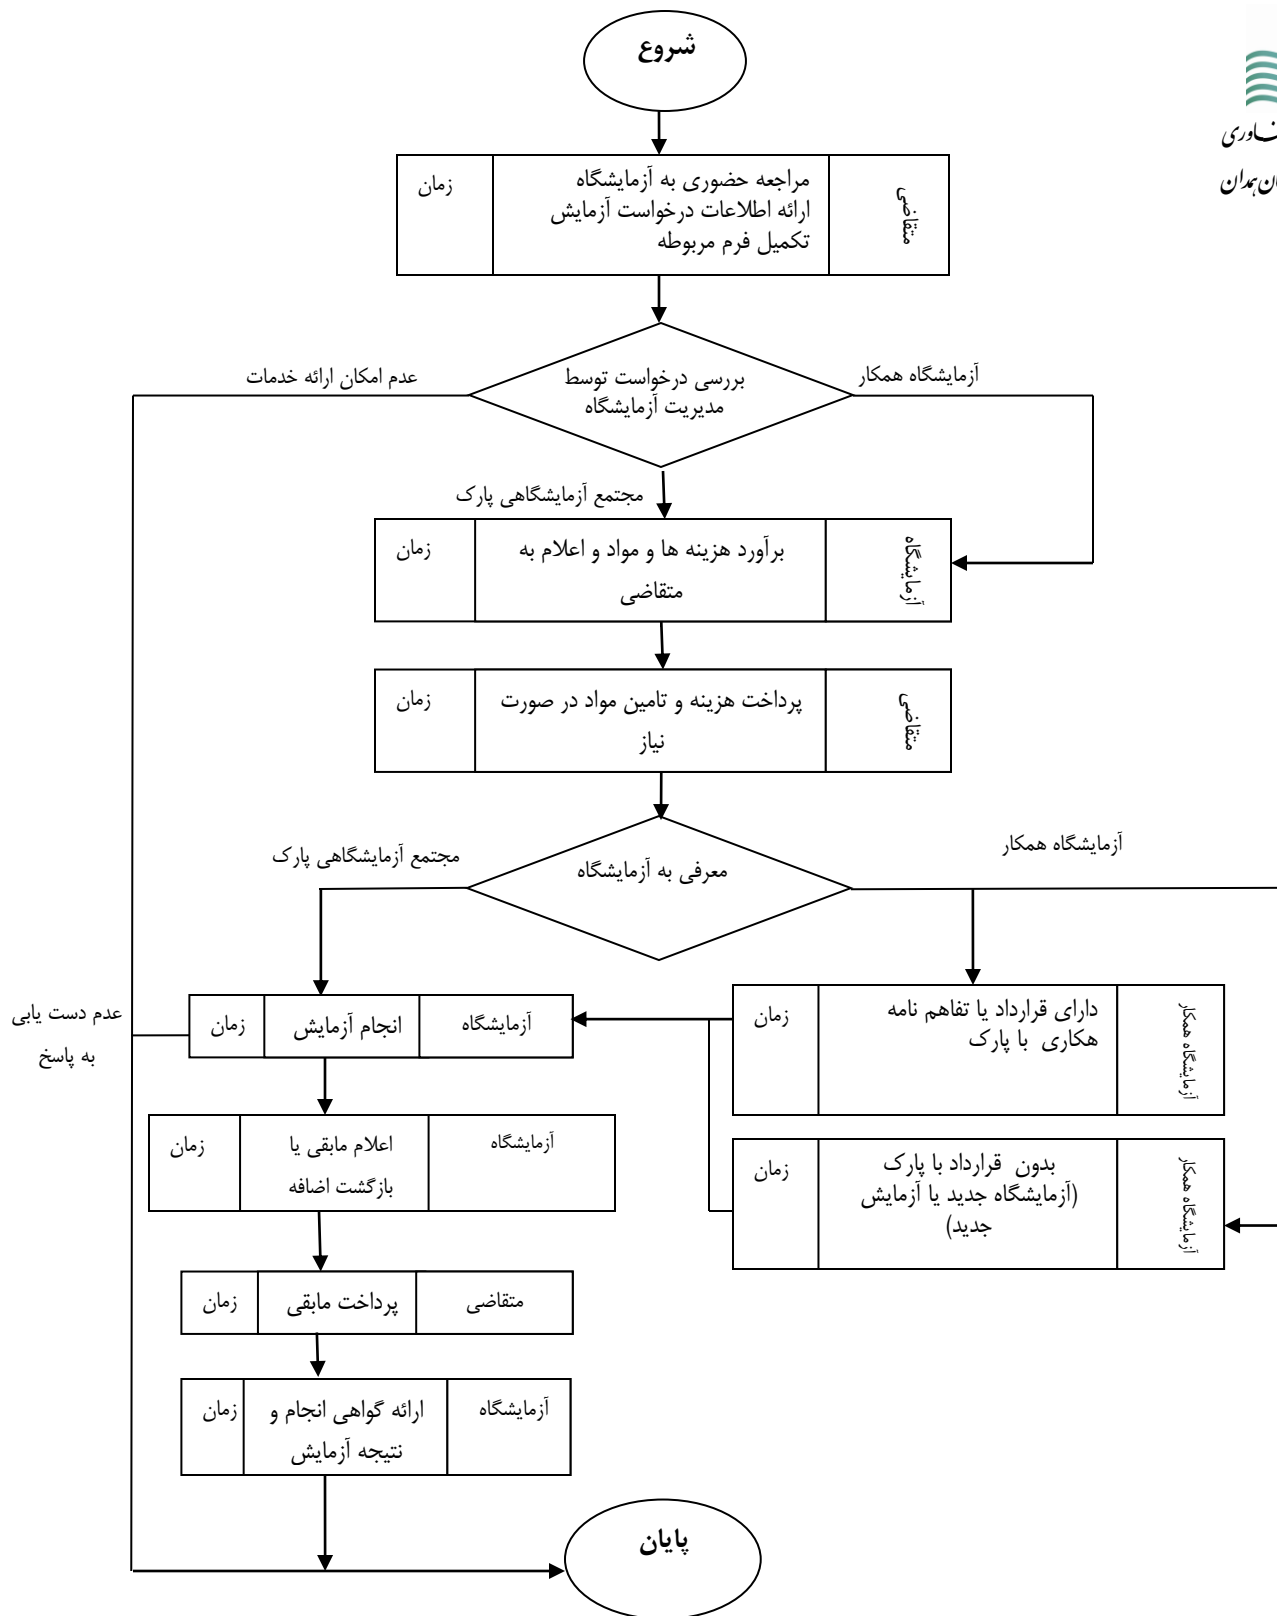 شروع
فناوری
همدان
متقاضی
مراجعه حضوری به آزمایشگاه
ارائه اطلاعات درخواست آزمایش
تکمیل فرم مربوطه
زمان
بررسی درخواست توسط
مدیریت آزمایشگاه
آزمایشگاه همکار
عدم امکان ارائه خدمات
مجتمع آزمایشگاهی پارک
آزمایشگاه
برآورد هزینه ها و مواد و اعلام به
متقاضی
زمان
متقاضی
پرداخت هزینه و تامین مواد در صورت
نیاز
زمان
معرفی به آزمایشگاه
آزمایشگاه همکار
مجتمع آزمایشگاهی پارک
آزمایشگاه همکار
دارای قرارداد یا تفاهم نامه
هکاری با پارک
زمان
آزمایشگاه
انجام آزمایش
زمان
عدم دست یابی
به پاسخ
آزمایشگاه همکار
بدون قرارداد با پارک
(آزمایشگاه جدید یا آزمایش
جدید)
زمان
آزمایشگاه
اعلام مابقی یا
بازگشت اضافه
زمان
متقاضی
پرداخت مابقی
زمان
آزمایشگاه
ارائه گواهی انجام و
نتیجه آزمایش
زمان
پایان